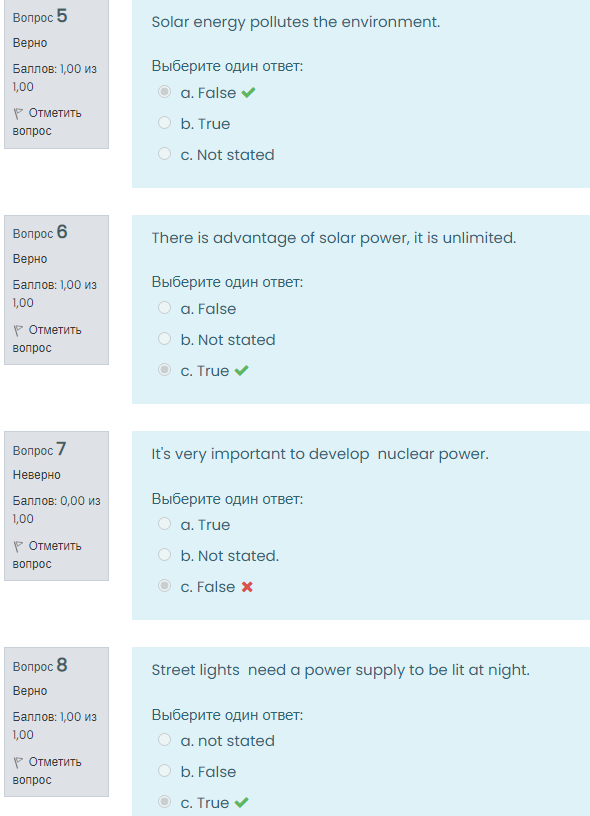 Вопрос 5
Верно
Баллов: 1,00 из
1,00
Отметить
вопрос
Solar energy pollutes the environment.
Выберите один ответ:
a. False
b. True
c. Not stated
Вопрос 6
Верно
Баллов: 1,00 из
1,00
Отметить
вопрос
There is advantage of solar power, it is unlimited.
Выберите один ответ:
a. False
b. Not stated
c. True
Вопрос 7
Неверно
Баллов: 0,00 из
1,00
Отметить
вопрос
It's very important to develop  nuclear power.
Выберите один ответ:
a. True
b. Not stated.
c. False
Вопрос 8
Верно
Баллов: 1,00 из
1,00
Отметить
вопрос
Street lights  need a power supply to be lit at night.
Выберите один ответ:
a. not stated
b. False
c. True